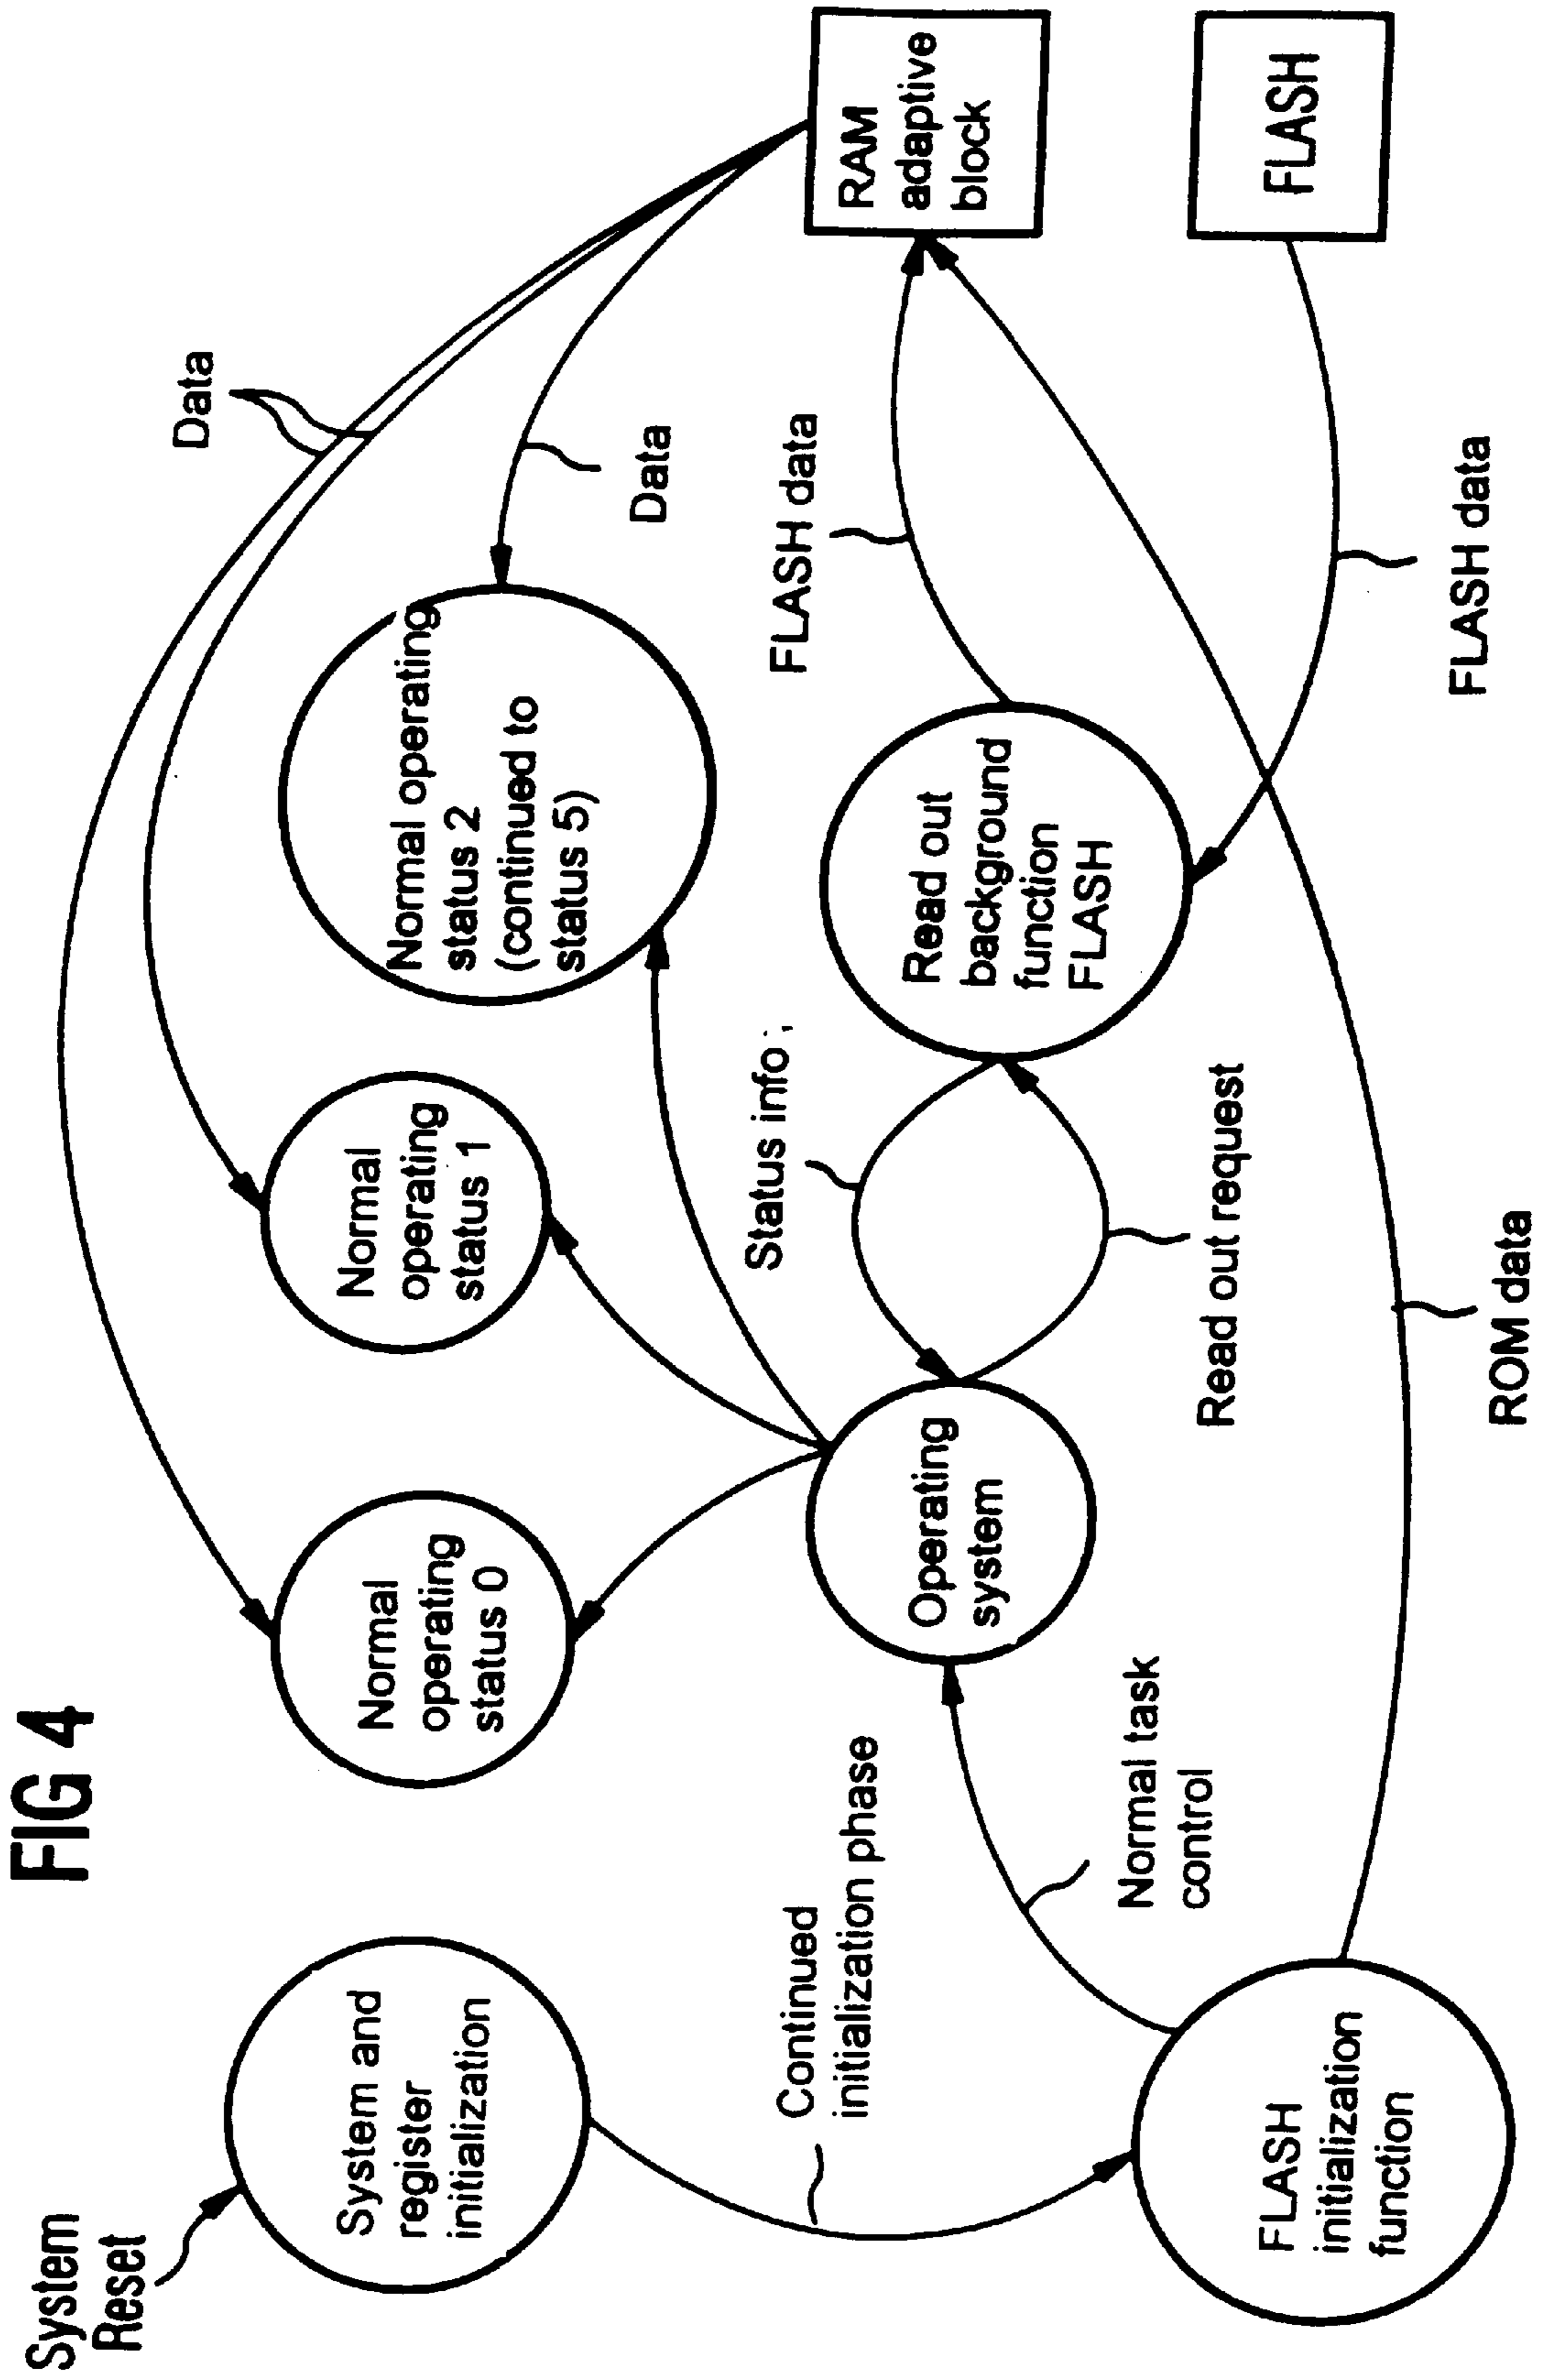 FIG 4
System
Reset
System and
register
initialization
Normal
operating
status 0
Normal
operating
status 1
Normal operating
status 2
(continued to
status 5)
Data
Data
Continued
initialization phase
Operating
system
Status info
Read out
background
function
FLASH
FLASH data
RAM
adaptive
block
Normal task
control
Read out request
FLASH
initialization
function
ROM data
FLASH data
FLASH